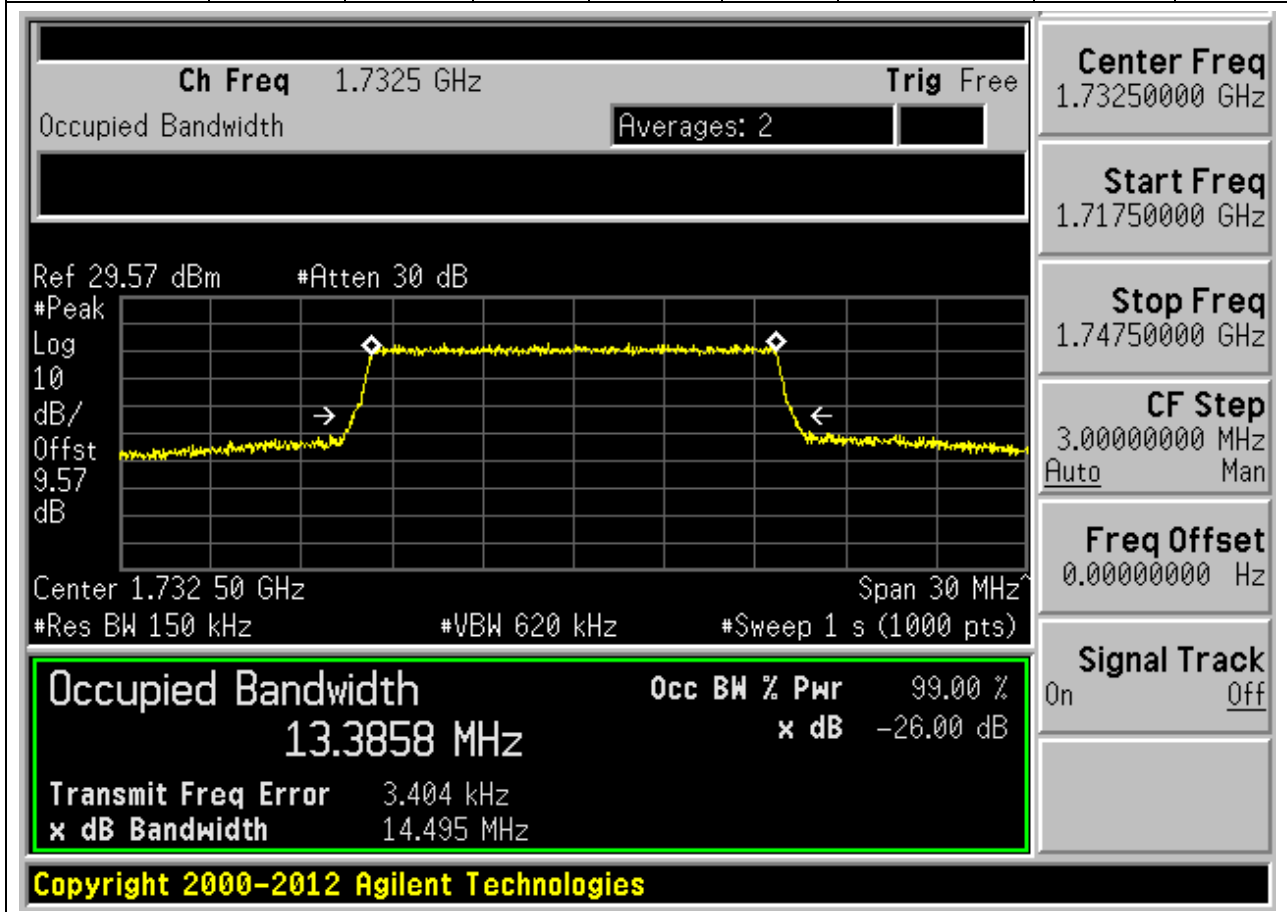 Ch Freq 1.7325 GHz Trig Free
Occupied Bandwidth Averages: 2
Ref 29.57 dBm #Atten 30 dB
#Peak
Log
10
dB/
Offst
9.57
dB
Center 1.732 50 GHz Span 30 MHz^
#Res BW 150 kHz #VBW 620 kHz #Sweep 1 s (1000 pts)
Occupied Bandwidth Occ BW % Pwr 99.00 %
13.3858 MHz x dB -26.00 dB
Transmit Freq Error 3.404 kHz
x dB Bandwidth 14.495 MHz
Copyright 2000-2012 Agilent Technologies
Center Freq
1.73250000 GHz
Start Freq
1.71750000 GHz
Stop Freq
1.74750000 GHz
CF Step
3.00000000 MHz
Auto Man
Freq Offset
0.00000000 Hz
Signal Track
On Off